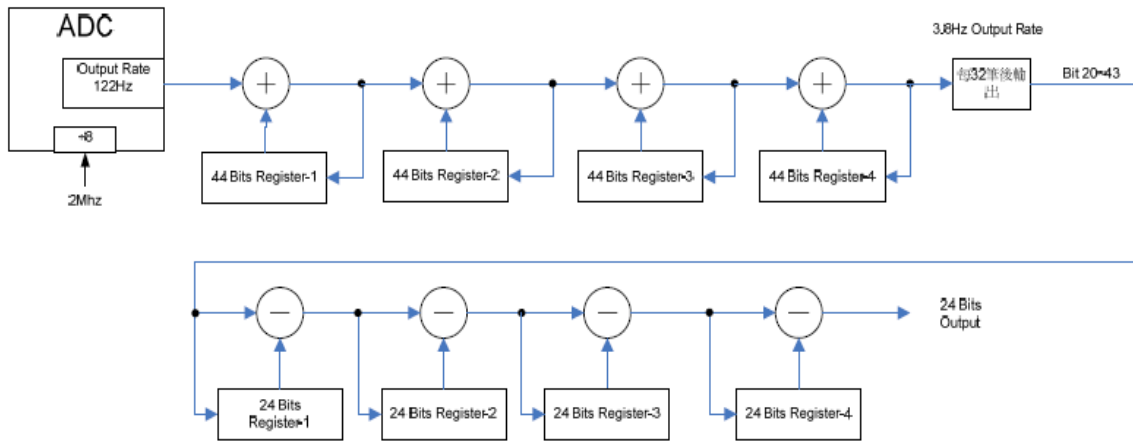 ADC
3.8Hz Output Rate
Output Rate
122Hz
+
+
+
+
每32筆後輸
出
Bit 20~43
÷8
44 Bits Register-1
44 Bits Register-2
44 Bits Register-3
44 Bits Register-4
2Mhz
−
−
−
−
24 Bits
Output
24 Bits
Register-1
24 Bits Register-2
24 Bits Register-3
24 Bits Register-4